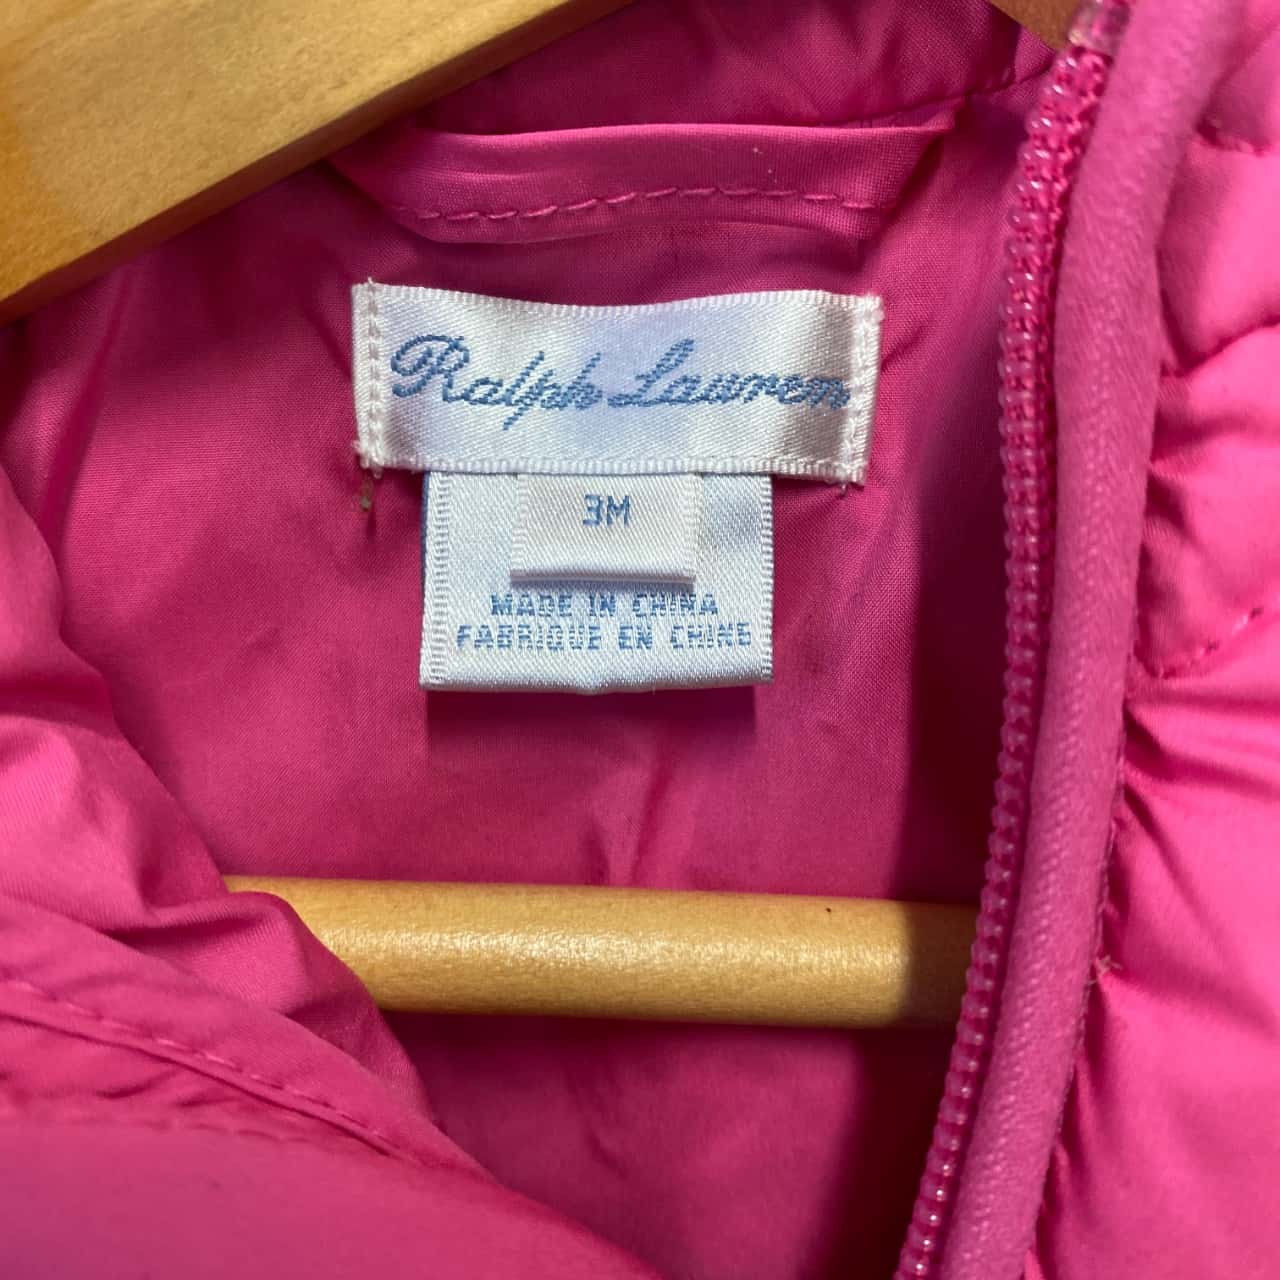 Ralph Lauren
3M
MADE IN CHINA
FABRIQUE EN CHINE